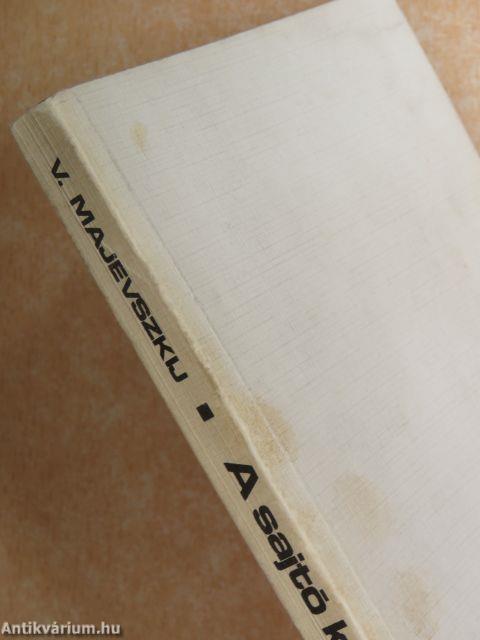 V. MAJEVSZKIJ ■ A sajtó k
Antikvárium.hu